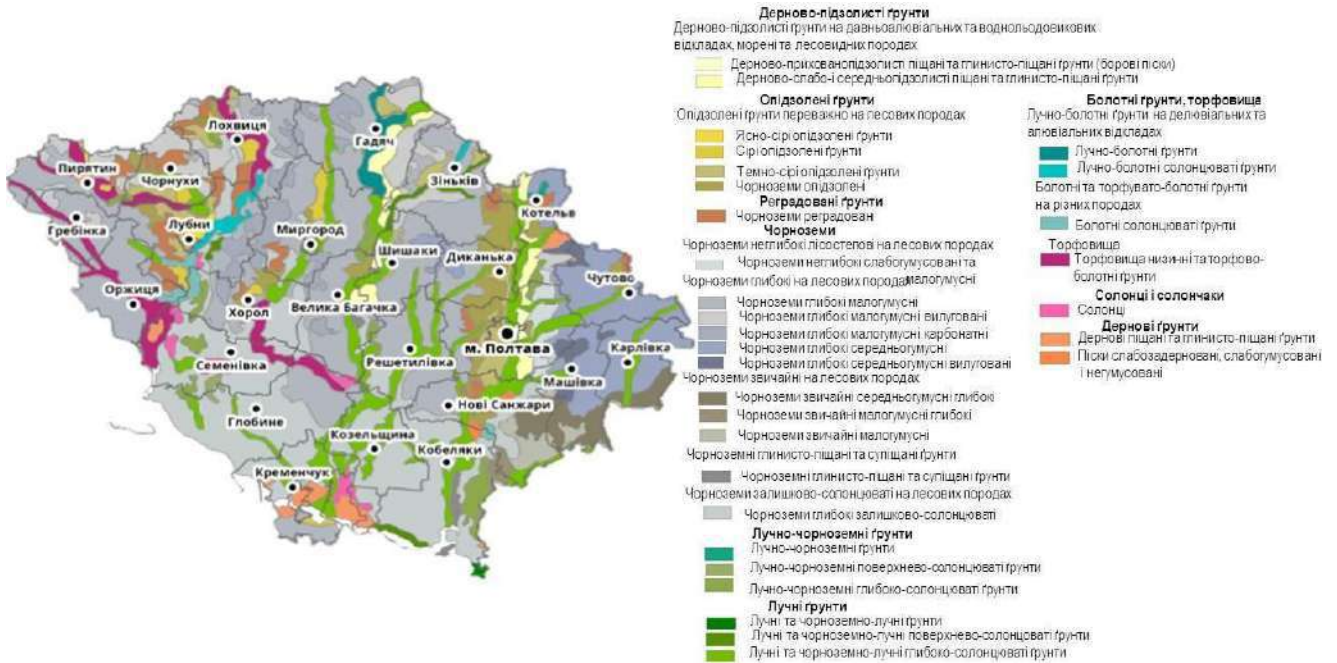 Лохвиця
Гадяч
Пирятин
Чорнухи
Зіньків
Котельв
Гребінка
Лубни
Миргород
Шишаки
Диканька
Чутово
Оржиця
Хорол
Велика Багачка
м. Полтава
Карлівка
Семенівка
Решетилівка
Машівка
Нові Санжари
Глобине
Козельщина
Кобеляки
Кременчук
Дерново-підзолисті ґрунти
Дерново-підзолисті ґрунти на давньоалювіальних та воднольодовикових
відкладах, морені та лесовидних породах
Дерново-прихованопідзолисті піщані та глинисто-піщані ґрунти (борові піски)
Дерново-слабо-і середньопідзолисті піщані та глинисто-піщані ґрунти
Опідзолені ґрунти
Опідзолені ґрунти переважно на лесових породах
Ясно-сірі опідзолені ґрунти
Сірі опідзолені ґрунти
Темно-сірі опідзолені ґрунти
Чорноземи опідзолені
Реградовані ґрунти
Чорноземи реградовані
Чорноземи
Чорноземи неглибокі лісостепові на лесових породах
Чорноземи неглибокі слабогумусовані та
малогумусні
Чорноземи глибокі на лесових породах
Чорноземи глибокі малогумусні
Чорноземи глибокі малогумусні вилуговані
Чорноземи глибокі малогумусні карбонатні
Чорноземи глибокі середньогумусні
Чорноземи глибокі середньогумусні вилуговані
Чорноземи звичайні на лесових породах
Чорноземи звичайні середньогумусні глибокі
Чорноземи звичайні малогумусні глибокі
Чорноземи звичайні малогумусні
Чорноземні глинисто-піщані та супіщані ґрунти
Чорноземні глинисто-піщані та супіщані ґрунти
Чорноземи залишково-солонцюваті на лесових породах
Чорноземи глибокі залишково-солонцюваті
Лучно-чорноземні ґрунти
Лучно-чорноземні ґрунти
Лучно-чорноземні поверхнево-солонцюваті ґрунти
Лучно-чорноземні глибоко-солонцюваті ґрунти
Лучні ґрунти
Лучні та чорноземно-лучні ґрунти
Лучні та чорноземно-лучні поверхнево-солонцоваті ґрунти
Лучні та чорноземно-лучні глибоко-солонцюваті ґрунти
Болотні ґрунти, торфовища
Лучно-болотні ґрунти на делювіальних та
алювіальних відкладах
Лучно-болотні ґрунти
Лучно-болотні солонцюваті ґрунти
Болотні та торфувато-болотні ґрунти
на різних породах
Болотні солонцюваті ґрунти
Торфовища
Торфовища низинні та торфово-
болотні ґрунти
Солонці і солончаки
Солонці
Дернові ґрунти
Дернові піщані та глинисто-піщані ґрунти
Піски слабозадерновані, слабогумусовані
і негумусовані